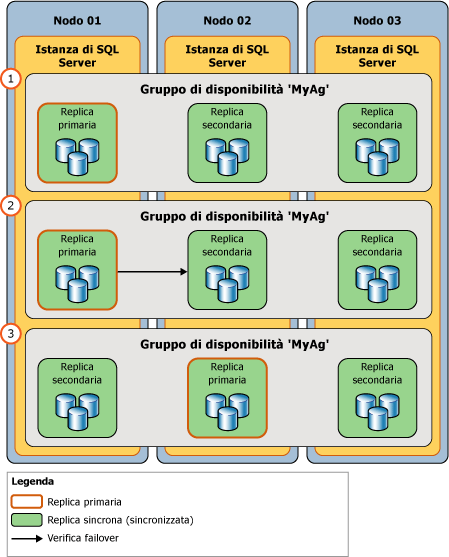 Nodo 01
Nodo 02
Nodo 03
Istanza di SQL
Server
Istanza di SQL
Server
Istanza di SQL
Server
1
Gruppo di disponibilità 'MyAg'
Replica
primaria
Replica
secondaria
Replica
secondaria
2
Gruppo di disponibilità 'MyAg'
Replica
primaria
Replica
secondaria
Replica
secondaria
3
Gruppo di disponibilità 'MyAg'
Replica
secondaria
Replica
primaria
Replica
secondaria
Legenda
Replica primaria
Replica sincrona (sincronizzata)
Verifica failover